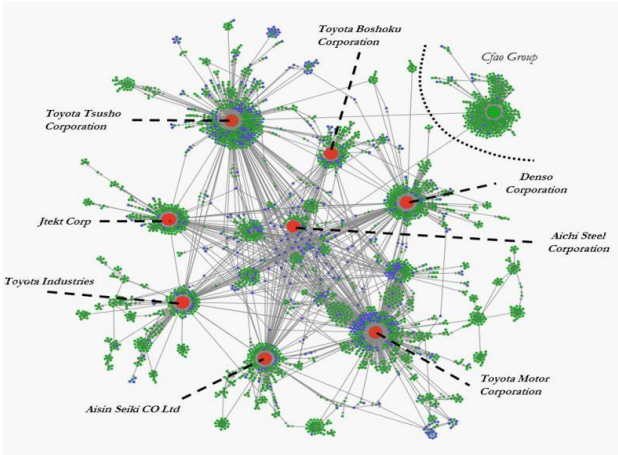 Toyota Boshoku
Corporation
Cfao Group
Toyota Tsusho
Corporation
Denso
Corporation
Jtekt Corp
Aichi Steel
Corporation
Toyota Industries
Toyota Motor
Corporation
Aisin Seiki CO Ltd